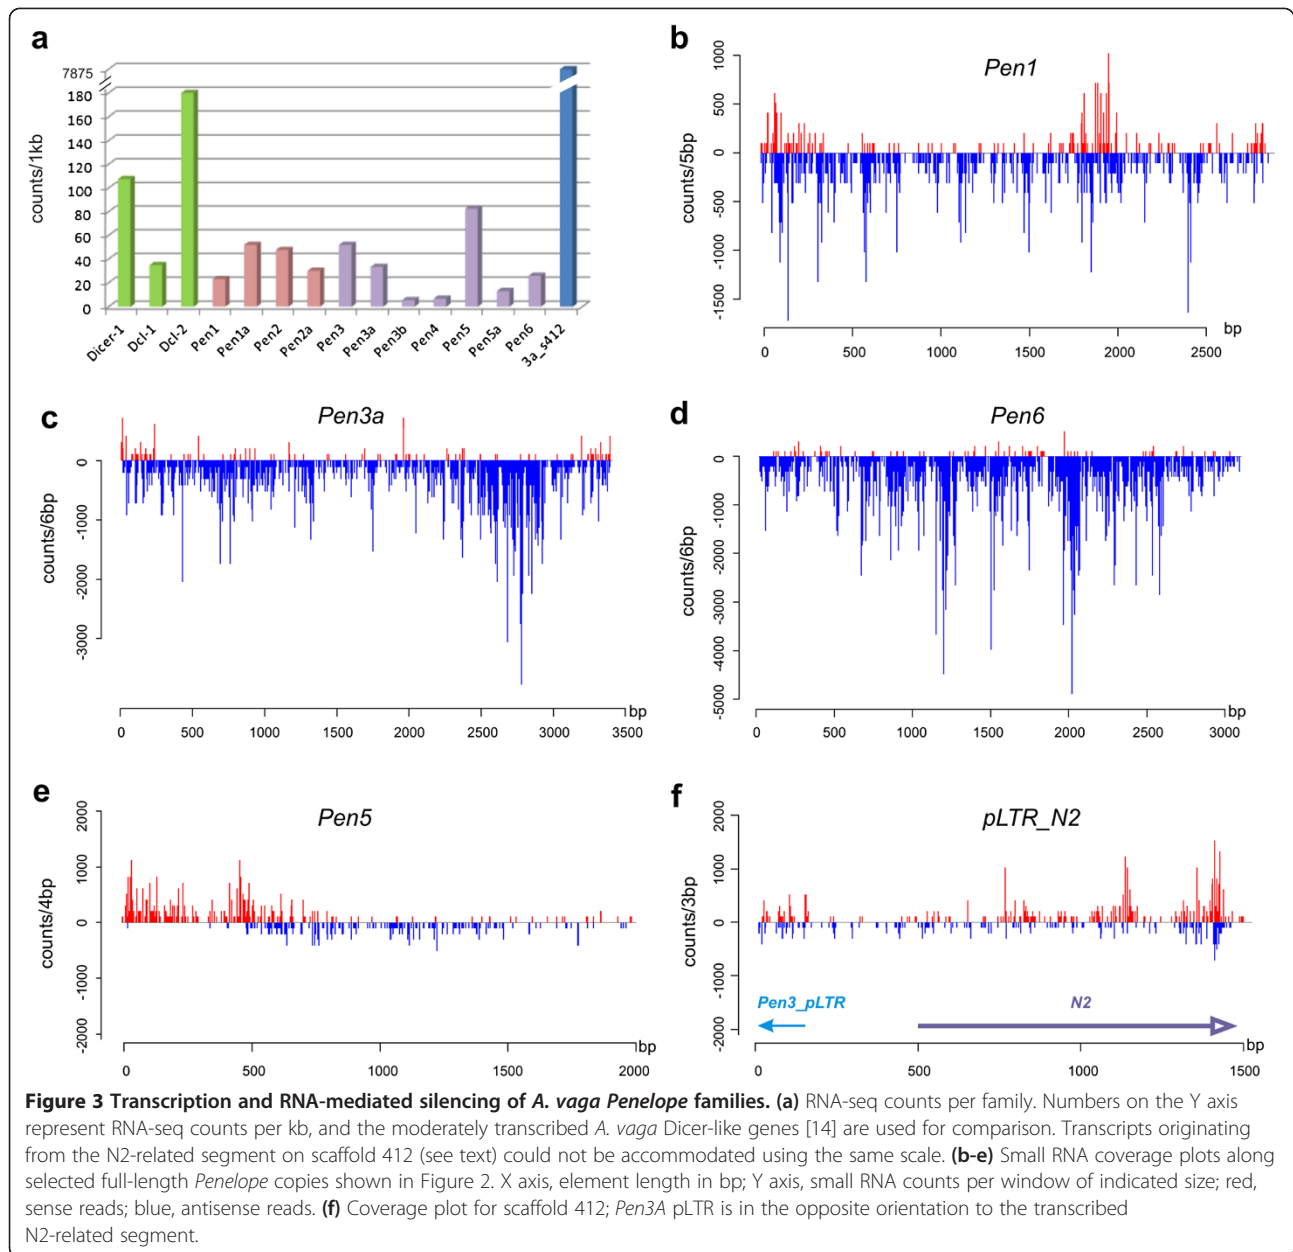 a
counts/1kb
7875
180
160
140
120
100
80
60
40
20
0
Dicer-1
Dcl-1
Dcl-2
Pen1
Pen1a
Pen2
Pen2a
Pen3
Pen3a
Pen3b
Pen4
Pen5
Pen5a
Pen6
3a_s412
b
Pen1
counts/5bp
1000
500
0
-500
-1000
-1500
0 500 1000 1500 2000 2500
bp
c
Pen3a
counts/6bp
0
-1000
-2000
-3000
0 500 1000 1500 2000 2500 3000 3500
bp
d
Pen6
counts/6bp
0
-1000
-2000
-3000
-4000
-5000
0 500 1000 1500 2000 2500 3000
bp
e
Pen5
counts/4bp
2000
1000
0
-1000
-2000
0 500 1000 1500 2000
bp
f
pLTR_N2
counts/3bp
2000
1000
0
-1000
-2000
Pen3_pLTR
N2
0 500 1000 1500
bp
Figure 3 Transcription and RNA-mediated silencing of A. vaga Penelope families. (a) RNA-seq counts per family. Numbers on the Y axis
represent RNA-seq counts per kb, and the moderately transcribed A. vaga Dicer-like genes [14] are used for comparison. Transcripts originating
from the N2-related segment on scaffold 412 (see text) could not be accommodated using the same scale. (b-e) Small RNA coverage plots along
selected full-length Penelope copies shown in Figure 2. X axis, element length in bp; Y axis, small RNA counts per window of indicated size; red,
sense reads; blue, antisense reads. (f) Coverage plot for scaffold 412; Pen3A pLTR is in the opposite orientation to the transcribed
N2-related segment.